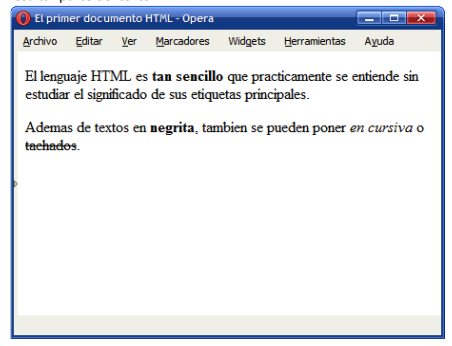 El primer documento HTML - Opera
Archivo Editar Ver Marcadores Widgets Herramientas Ayuda
El lenguaje HTML es tan sencillo que practicamente se entiende sin
estudiar el significado de sus etiquetas principales.
Ademas de textos en negrita, tambien se pueden poner en cursiva o
tachados.